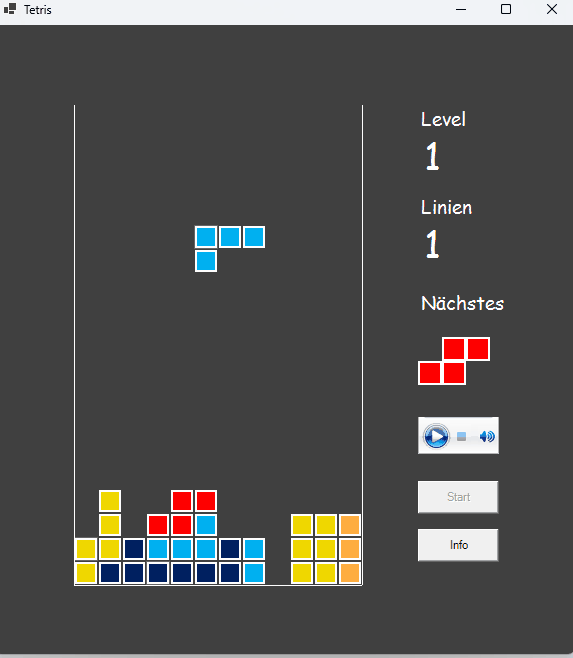 Tetris
Level
1
Linien
1
Nächstes
Start
Info